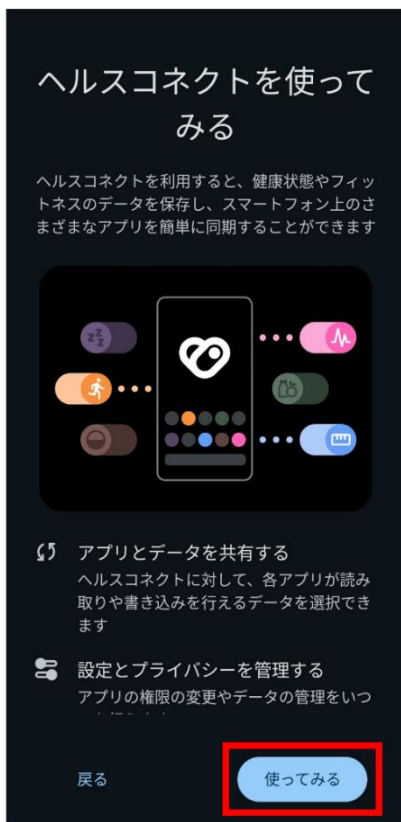 ヘルスコネクトを使って
みる
ヘルスコネクトを利用すると、健康状態やフィッ
トネスのデータを保存し、スマートフォン上のさ
まざまなアプリを簡単に同期することができます
アプリとデータを共有する
ヘルスコネクトに対して、各アプリが読み
取りや書き込みを行えるデータを選択でき
ます
設定とプライバシーを管理する
アプリの権限の変更やデータの管理をいつ
戻る
使ってみる